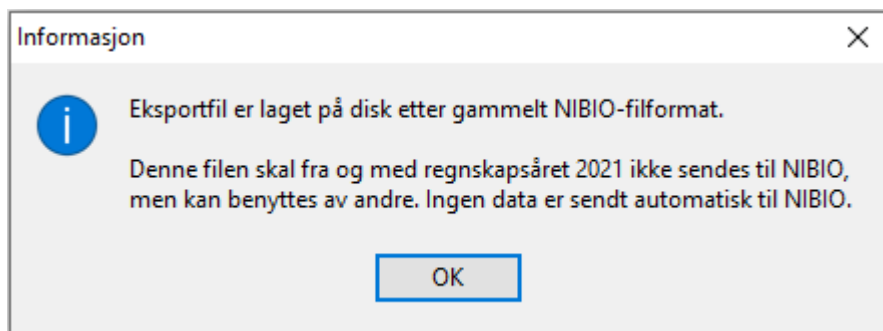 Informasjon
Eksportfil er laget på disk etter gammelt NIBIO-filformat.
Denne filen skal fra og med regnskapsåret 2021 ikke sendes til NIBIO,
men kan benyttes av andre. Ingen data er sendt automatisk til NIBIO.
OK